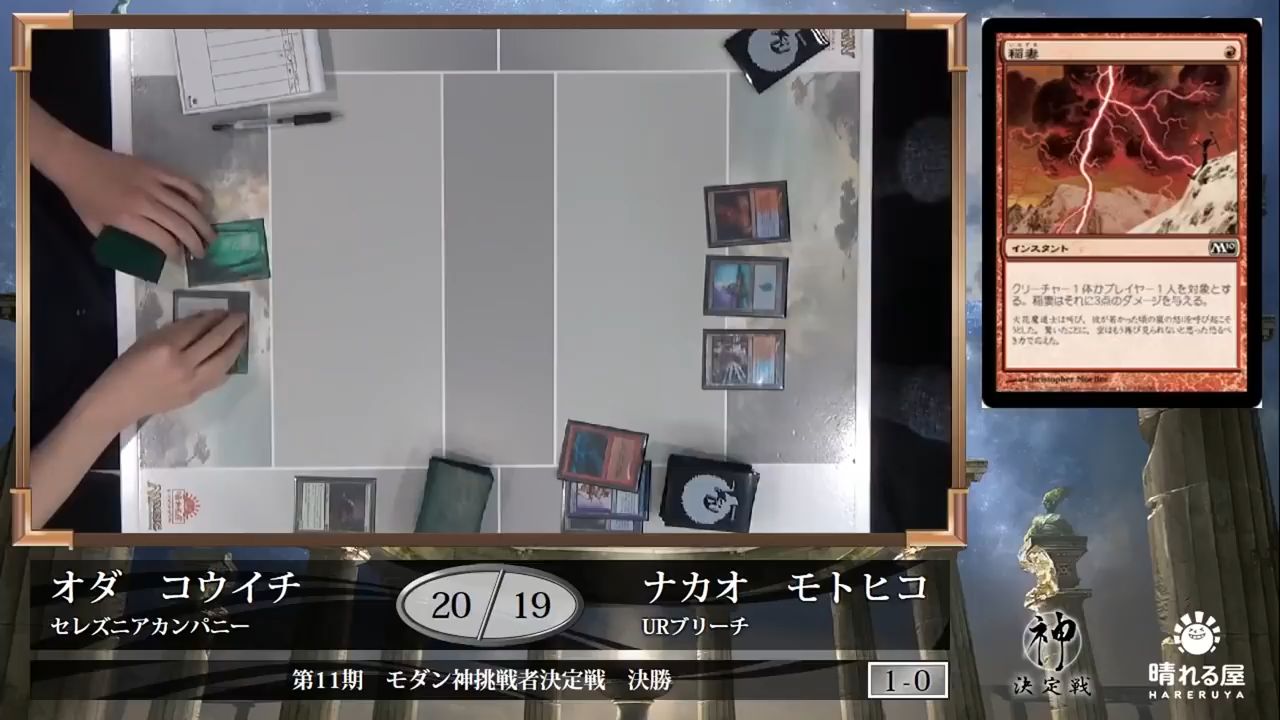 稲妻
インスタント
M10
クリーチャー1体かプレイヤー1人を対象とす
る。稲妻はそれに3点のダメージを与える。
Christopher Moeller
オダ コウイチ
セレズニアカンパニー
20 / 19
ナカオ モトヒコ
URブリーチ
第11期 モダン神挑戦者決定戦 決勝
1-0
神
決定戦
晴れる屋
HARERUYA